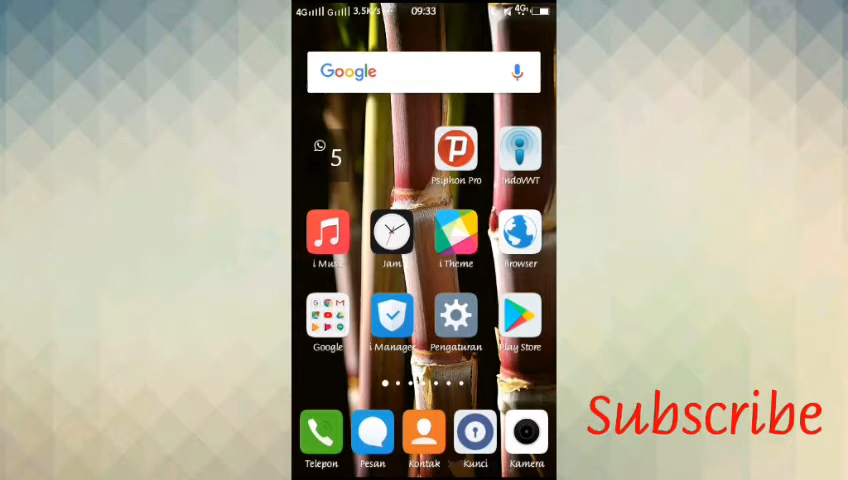 4G G 3,5K/s 09:33 4G
Google
5
Psiphon Pro IndoVWT
i Music Jam i Theme Browser
Google i Manager Pengaturan Play Store
Subscribe
Telepon Pesan Kontak Kunci Kamera